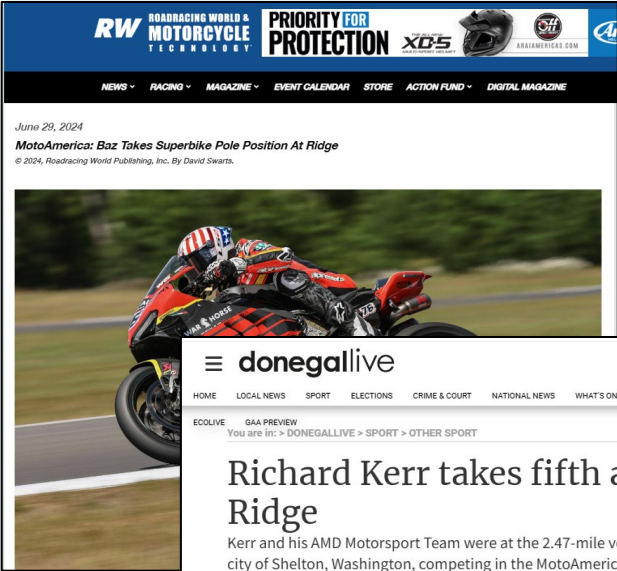 RW ROADRACING WORLD &
MOTORCYCLE
TECHNOLOGY
PRIORITY FOR
PROTECTION
THE ALL-NEW
XD-5
ARAIAMERICAS.COM
NEWS RACING MAGAZINE EVENT CALENDAR STORE ACTION FUND DIGITAL MAGAZINE
June 29, 2024
MotoAmerica: Baz Takes Superbike Pole Position At Ridge
© 2024, Roadracing World Publishing, Inc. By David Swarts.
WAR HORSE
76
donegallive
HOME LOCAL NEWS SPORT ELECTIONS CRIME & COURT NATIONAL NEWS WHAT'S ON
ECOLIVE GAA PREVIEW
You are in: > DONEGALLIVE > SPORT > OTHER SPORT
Richard Kerr takes fifth a
Ridge
Kerr and his AMD Motorsport Team were at the 2.47-mile v
city of Shelton, Washington, competing in the MotoAmeric